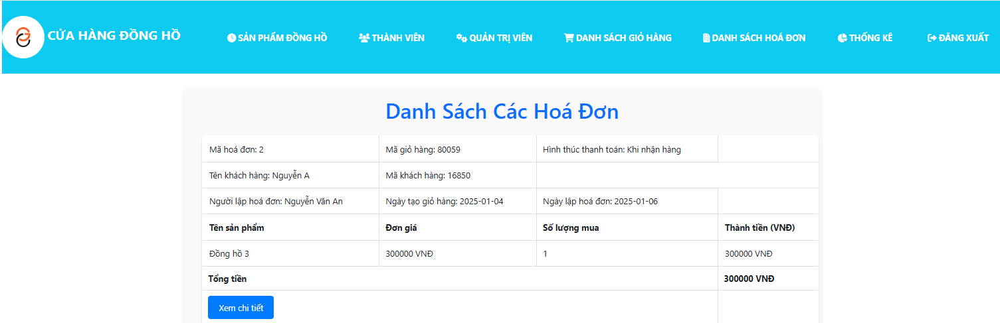 CỬA HÀNG ĐỒNG HỒ SẢN PHẨM ĐỒNG HỒ THÀNH VIÊN QUẢN TRỊ VIÊN DANH SÁCH GIỎ HÀNG DANH SÁCH HOÁ ĐƠN THỐNG KÊ ĐĂNG XUẤT
Danh Sách Các Hoá Đơn
Mã hoá đơn: 2 Mã giỏ hàng: 80059 Hình thúc thanh toán: Khi nhận hàng
Tên khách hàng: Nguyễn A Mã khách hàng: 16850
Người lập hoá đơn: Nguyễn Văn An Ngày tạo giỏ hàng: 2025-01-04 Ngày lập hoá đơn: 2025-01-06
Tên sản phẩm Đơn giá Số lượng mua Thành tiền (VNĐ)
Đồng hồ 3 300000 VNĐ 1 300000 VNĐ
Tổng tiền 300000 VNĐ
Xem chi tiết